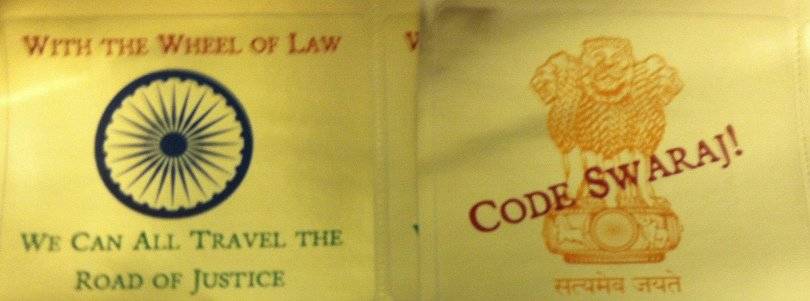 With the Wheel of Law
We Can All Travel the
Road of Justice
Code Swaraj!
सत्यमेव जयते